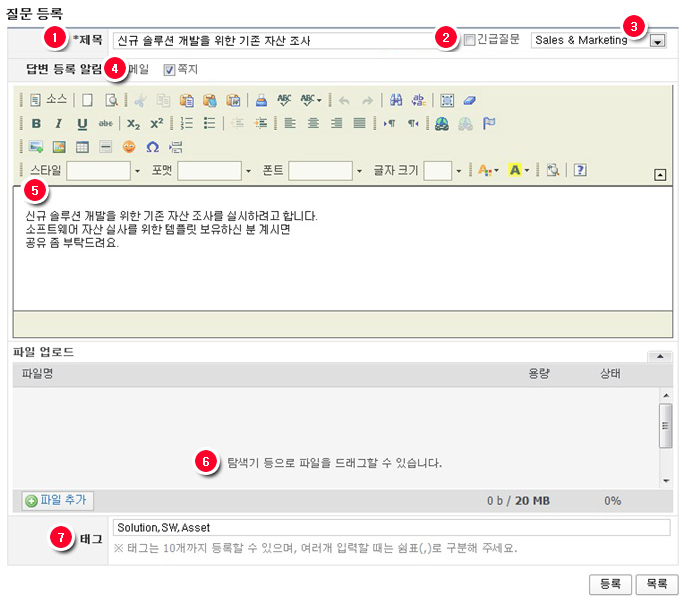 질문 등록
1 *제목 신규 솔루션 개발을 위한 기존 자산 조사 2 긴급질문 3 Sales & Marketing
답변 등록 알림 4 메일 쪽지
소스 ABC ABC
B I U abc X₂ X²
스타일 포맷 폰트 글자 크기 A A ?
5
신규 솔루션 개발을 위한 기존 자산 조사를 실시하려고 합니다.
소프트웨어 자산 실사를 위한 템플릿 보유하신 분 계시면
공유 좀 부탁드려요.
파일 업로드
파일명 용량 상태
6 탐색기 등으로 파일을 드래그할 수 있습니다.
파일 추가 0 b / 20 MB 0%
7 태그 Solution,SW,Asset
※ 태그는 10개까지 등록할 수 있으며, 여러개 입력할 때는 쉼표(,)로 구분해 주세요.
등록 목록